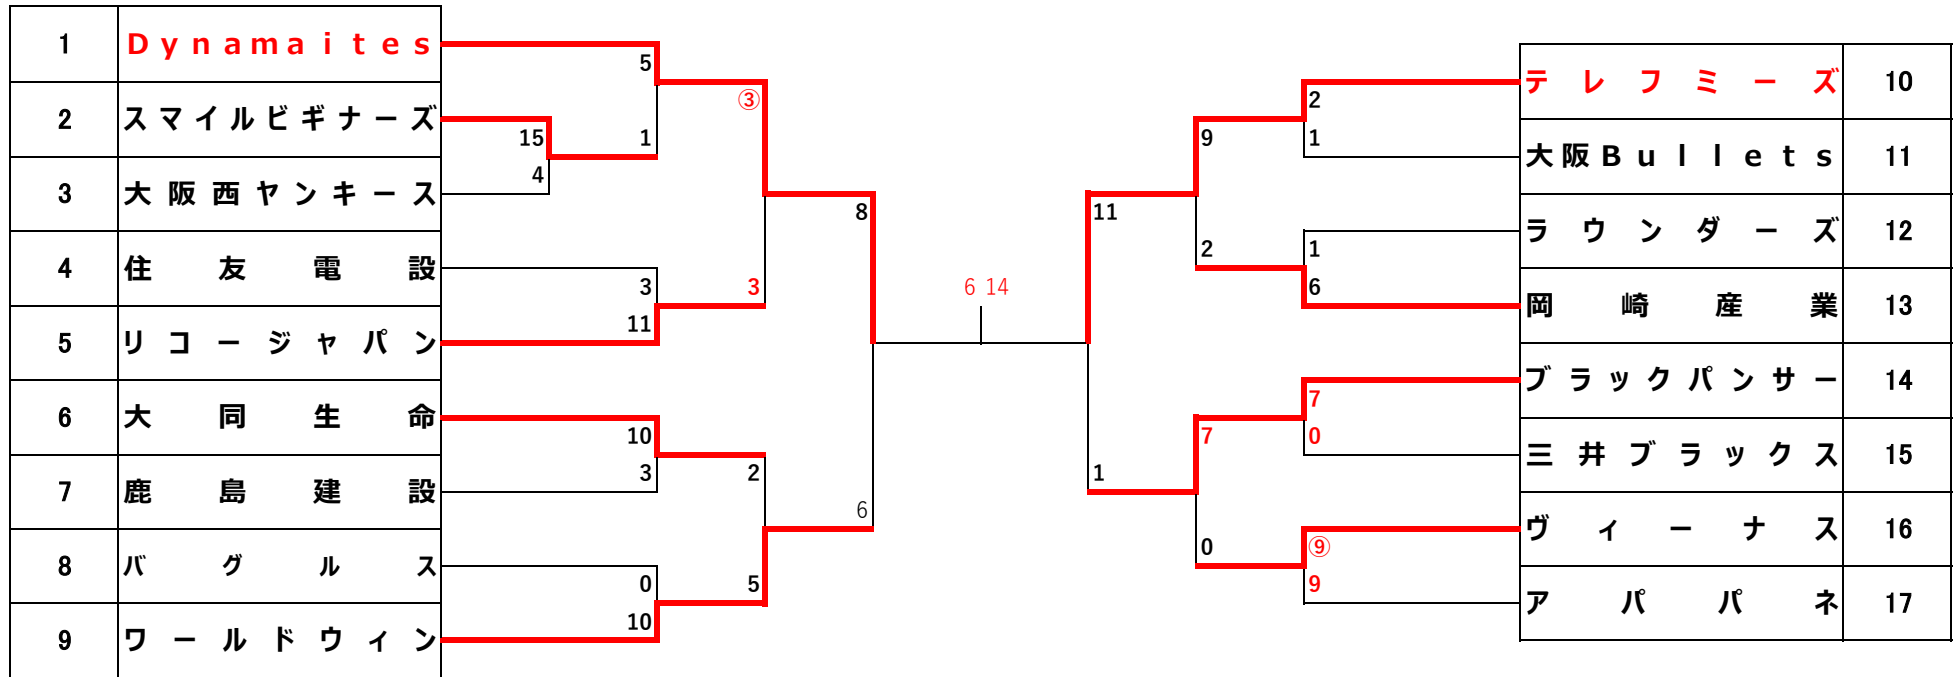 1 Dynamaites
2 スマイルビギナーズ
3 大阪西ヤンキース
4 住友電設
5 リコージャパン
6 大同生命
7 鹿島建設
8 バグルス
9 ワールドウィン
15
4
5
1
3
11
10
3
0
10
③
3
2
5
8
6
6 14
11
1
9
2
7
0
2
1
1
6
7
0
⑨
9
テレフミーズ 10
大阪Bullets 11
ラウンダーズ 12
岡崎産業 13
ブラックパンサー 14
三井ブラックス 15
ヴィーナス 16
アパパネ 17